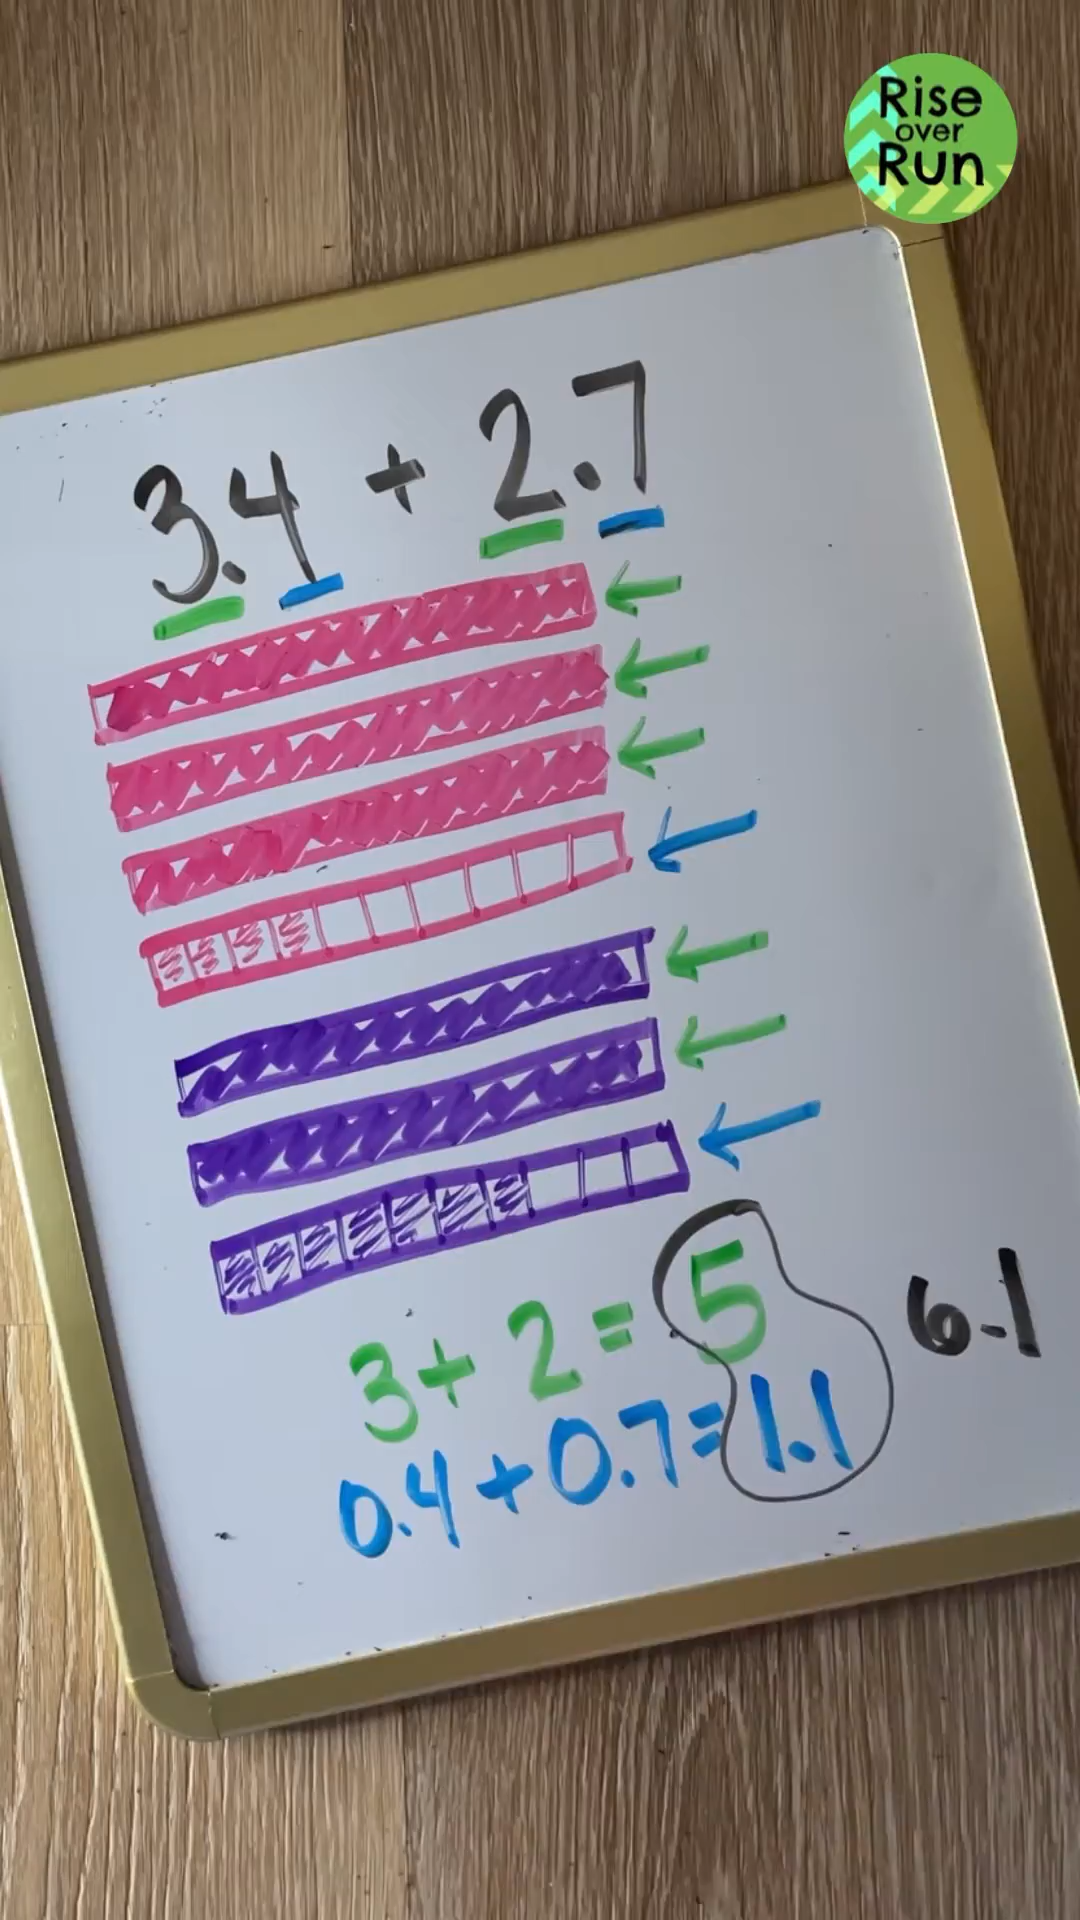 Rise
over
Run
3.4 + 2.7
3 + 2 = 5
6.1
0.4 + 0.7 = 1.1